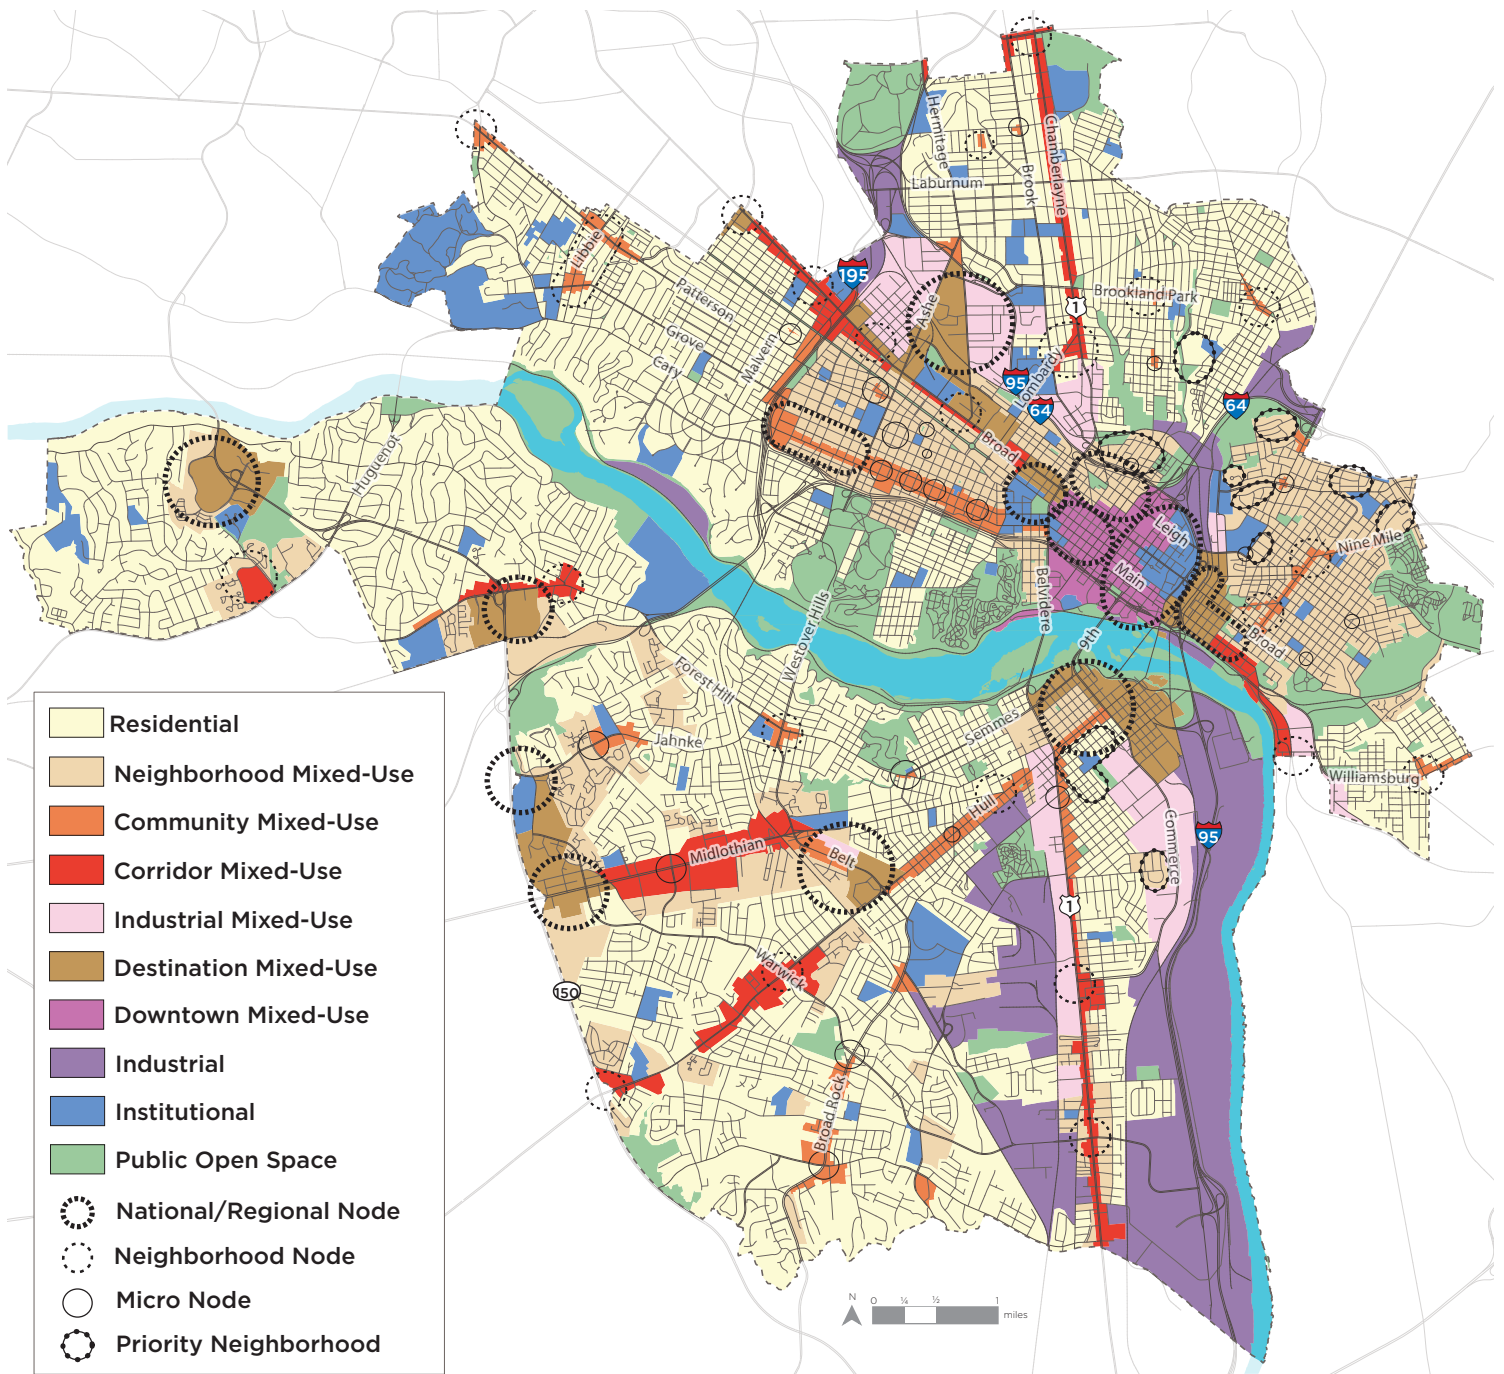 Hermitage
Chamberlayne
Laburnum
Brook
Libbie
195
Patterson
Ashe
Brookland Park
1
Grove
Cary
Malvern
Lombardy
95
64
64
Huguenot
Broad
Leigh
Nine Mile
Main
Belvidere
Westover Hills
9th
Broad
Forest Hill
Semmes
Jahnke
Williamsburg
Hull
Commerce
95
Midlothian
Belt
1
Warwick
150
Broad Rock
Residential
Neighborhood Mixed-Use
Community Mixed-Use
Corridor Mixed-Use
Industrial Mixed-Use
Destination Mixed-Use
Downtown Mixed-Use
Industrial
Institutional
Public Open Space
National/Regional Node
Neighborhood Node
Micro Node
Priority Neighborhood
N
0 ¼ ½ 1
miles